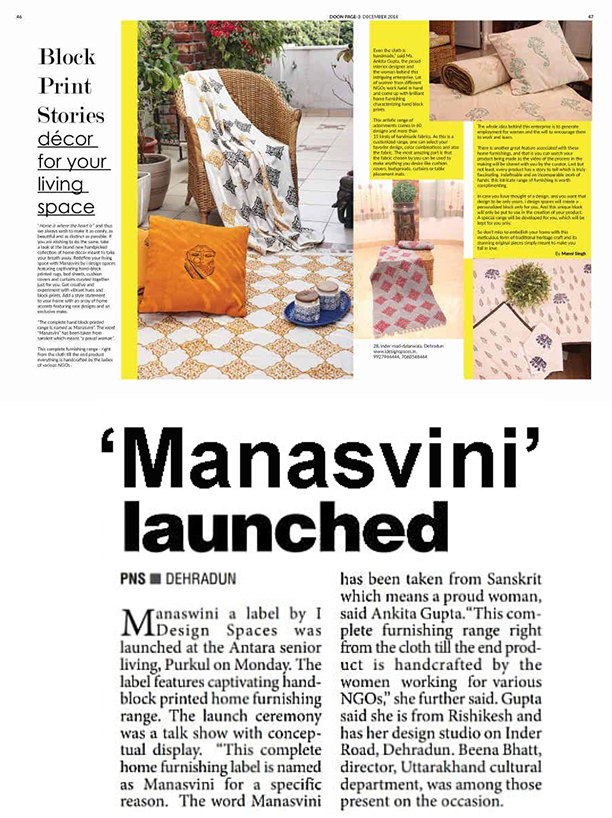 46
DOON PAGE-3 DECEMBER 201X
47
Block
Print
Stories
décor
for your
living
space
"Home is where the heart is" and thus
we always wish to make it as comfy, as
beautiful and as distinct as possible. If
you are wishing to do the same, take
a look at the brand new handpicked
collection of home décor meant to take
your breath away. Redefine your living
space with Manasvini by i design spaces
featuring captivating hand-block
printed rugs, bed sheets, cushion
covers and curtains coupled together
just for you. Get creative and
experiment with vibrant hues and
block prints. Add a style statement
to your home with an array of home
accents featuring rare designs and an
exclusive make.
"The complete hand block printed
range is named as Manasvini". The word
"Manasvini" has been taken from
sanskrit which means "a proud woman".
This complete furnishing range - right
from the cloth till the end product
everything is handcrafted by the ladies
of various NGOs.
Even the cloth is
handmade," said Ms.
Ankita Gupta, the proud
interior designer and
the woman behind this
intriguing enterprise. Lot
of women from different
NGOs work hand in hand
and come up with brilliant
home furnishing
characterizing hand block
prints.
This artistic range of
adornments comes in 60
designs and more than
15 kinds of handmade fabrics. As this is a
customized range, one can select your
favorite design, color combinations and also
the fabric. The most amazing part is that
the fabric chosen by you can be used to
make anything you desire like cushion
covers, bedspreads, curtains or table
placement mats.
28, Inder road dalanwala Dehradun
www.idesignspaces.in,
9927944444, 7060548444
The whole idea behind this enterprise is to generate
employment for women and the will to encourage them
to work and learn.
There is another great feature associated with these
home furnishings, and that is you can watch your
product being made as the video of the process in the
making will be shared with you by the curator. Last but
not least, every product has a story to tell which is truly
fascinating. Indefinable and an incomparable work of
hands; this intricate range of furnishing is worth
complimenting.
In case you have thought of a design, and you want that
design to be only yours, i design spaces will create a
personalized block only for you. And this unique block
will only be put to use in the creation of your product.
A special range will be developed for you, which will be
kept for you only.
So don't miss to embellish your home with this
meticulous form of traditional heritage craft and its
stunning original pieces simply meant to make you
fall in love.
By Mansi Singh
‘Manasvini’
launched
PNS ■ DEHRADUN
Manaswini a label by I
Design Spaces was
launched at the Antara senior
living, Purkul on Monday. The
label features captivating hand-
block printed home furnishing
range. The launch ceremony
was a talk show with concep-
tual display. "This complete
home furnishing label is named
as Manasvini for a specific
reason. The word Manasvini
has been taken from Sanskrit
which means a proud woman,
said Ankita Gupta."This com-
plete furnishing range right
from the cloth till the end prod-
uct is handcrafted by the
women working for various
NGOs," she further said. Gupta
said she is from Rishikesh and
has her design studio on Inder
Road, Dehradun. Beena Bhatt,
director, Uttarakhand cultural
department, was among those
present on the occasion.